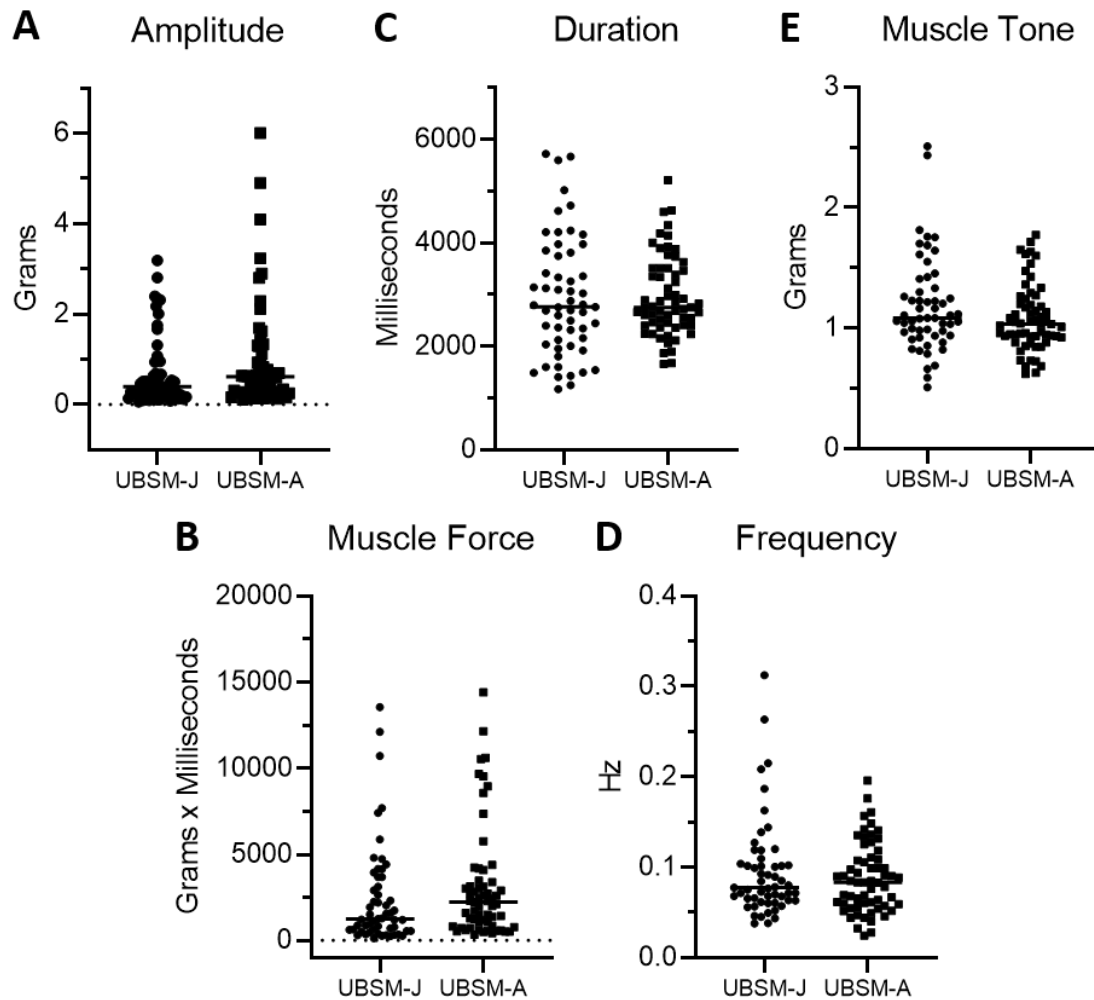 A Amplitude
Grams
6
4
2
0
UBSM-J UBSM-A
C Duration
Milliseconds
6000
4000
2000
0
UBSM-J UBSM-A
E Muscle Tone
Grams
3
2
1
0
UBSM-J UBSM-A
B Muscle Force
Grams x Milliseconds
20000
15000
10000
5000
0
UBSM-J UBSM-A
D Frequency
Hz
0.4
0.3
0.2
0.1
0.0
UBSM-J UBSM-A